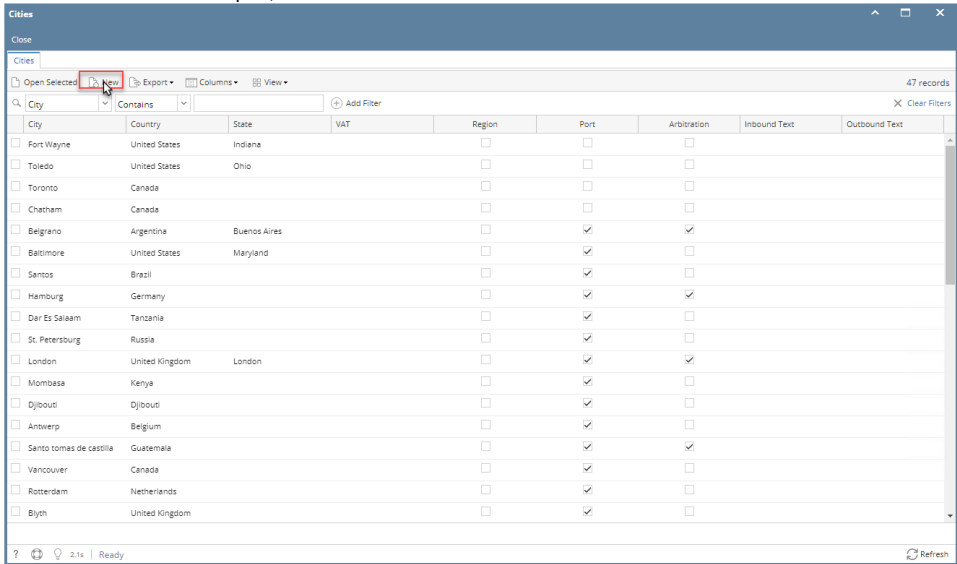 Cities
Close
Cities
Open Selected New Export Columns View 47 records
City Contains Add Filter Clear Filters
City Country State VAT Region Port Arbitration Inbound Text Outbound Text
Fort Wayne United States Indiana
Toledo United States Ohio
Toronto Canada
Chatham Canada
Belgrano Argentina Buenos Aires
Baltimore United States Maryland
Santos Brazil
Hamburg Germany
Dar Es Salaam Tanzania
St. Petersburg Russia
London United Kingdom London
Mombasa Kenya
Djibouti Djibouti
Antwerp Belgium
Santo tomas de castilla Guatemala
Vancouver Canada
Rotterdam Netherlands
Blyth United Kingdom
? 2.1s Ready Refresh